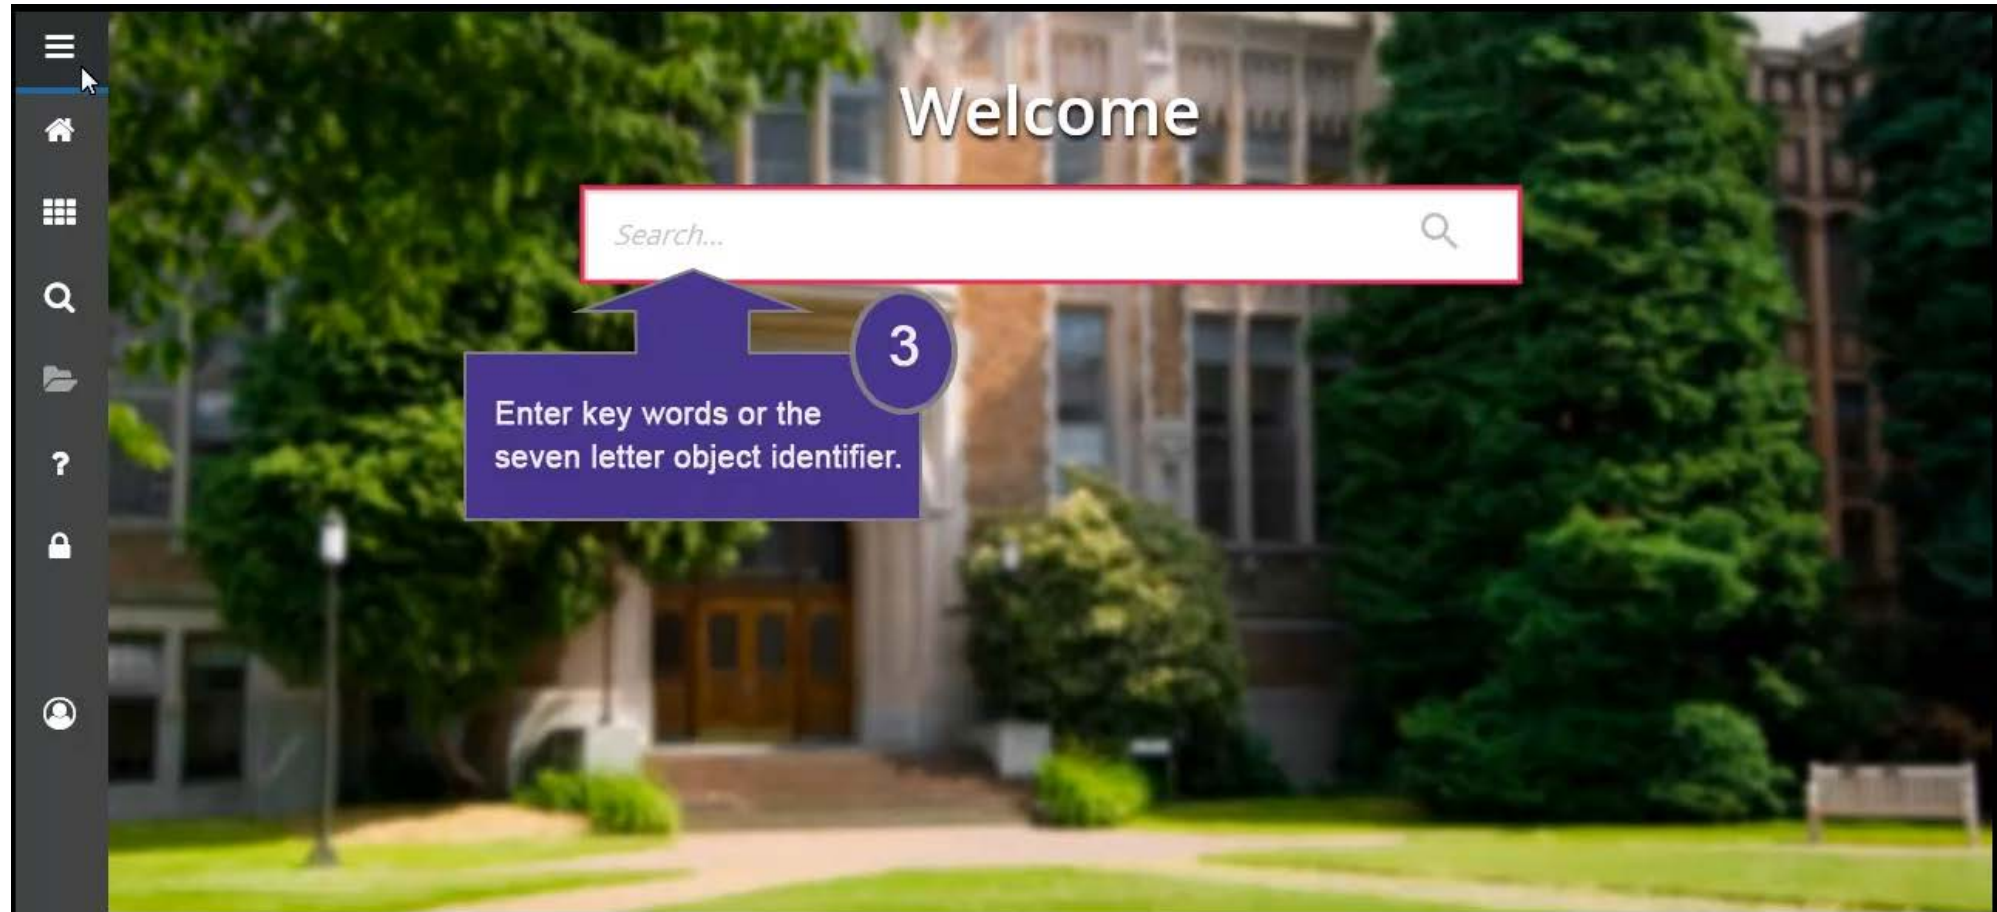 Welcome
Search...
3
Enter key words or the
seven letter object identifier.
?